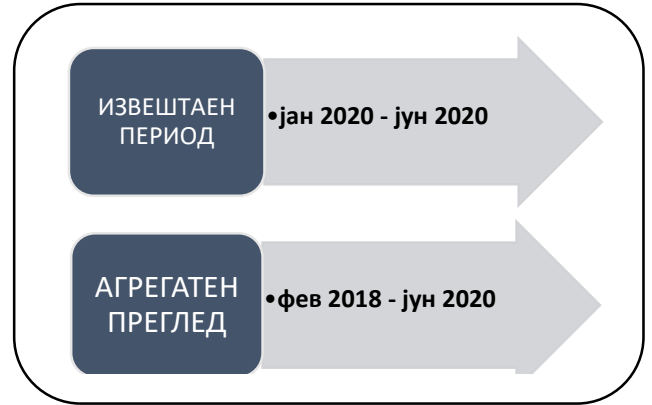 ИЗВЕШТАЕН
ПЕРИОД
•јан 2020 - јун 2020
АГРЕГАТЕН
ПРЕГЛЕД
•фев 2018 - јун 2020